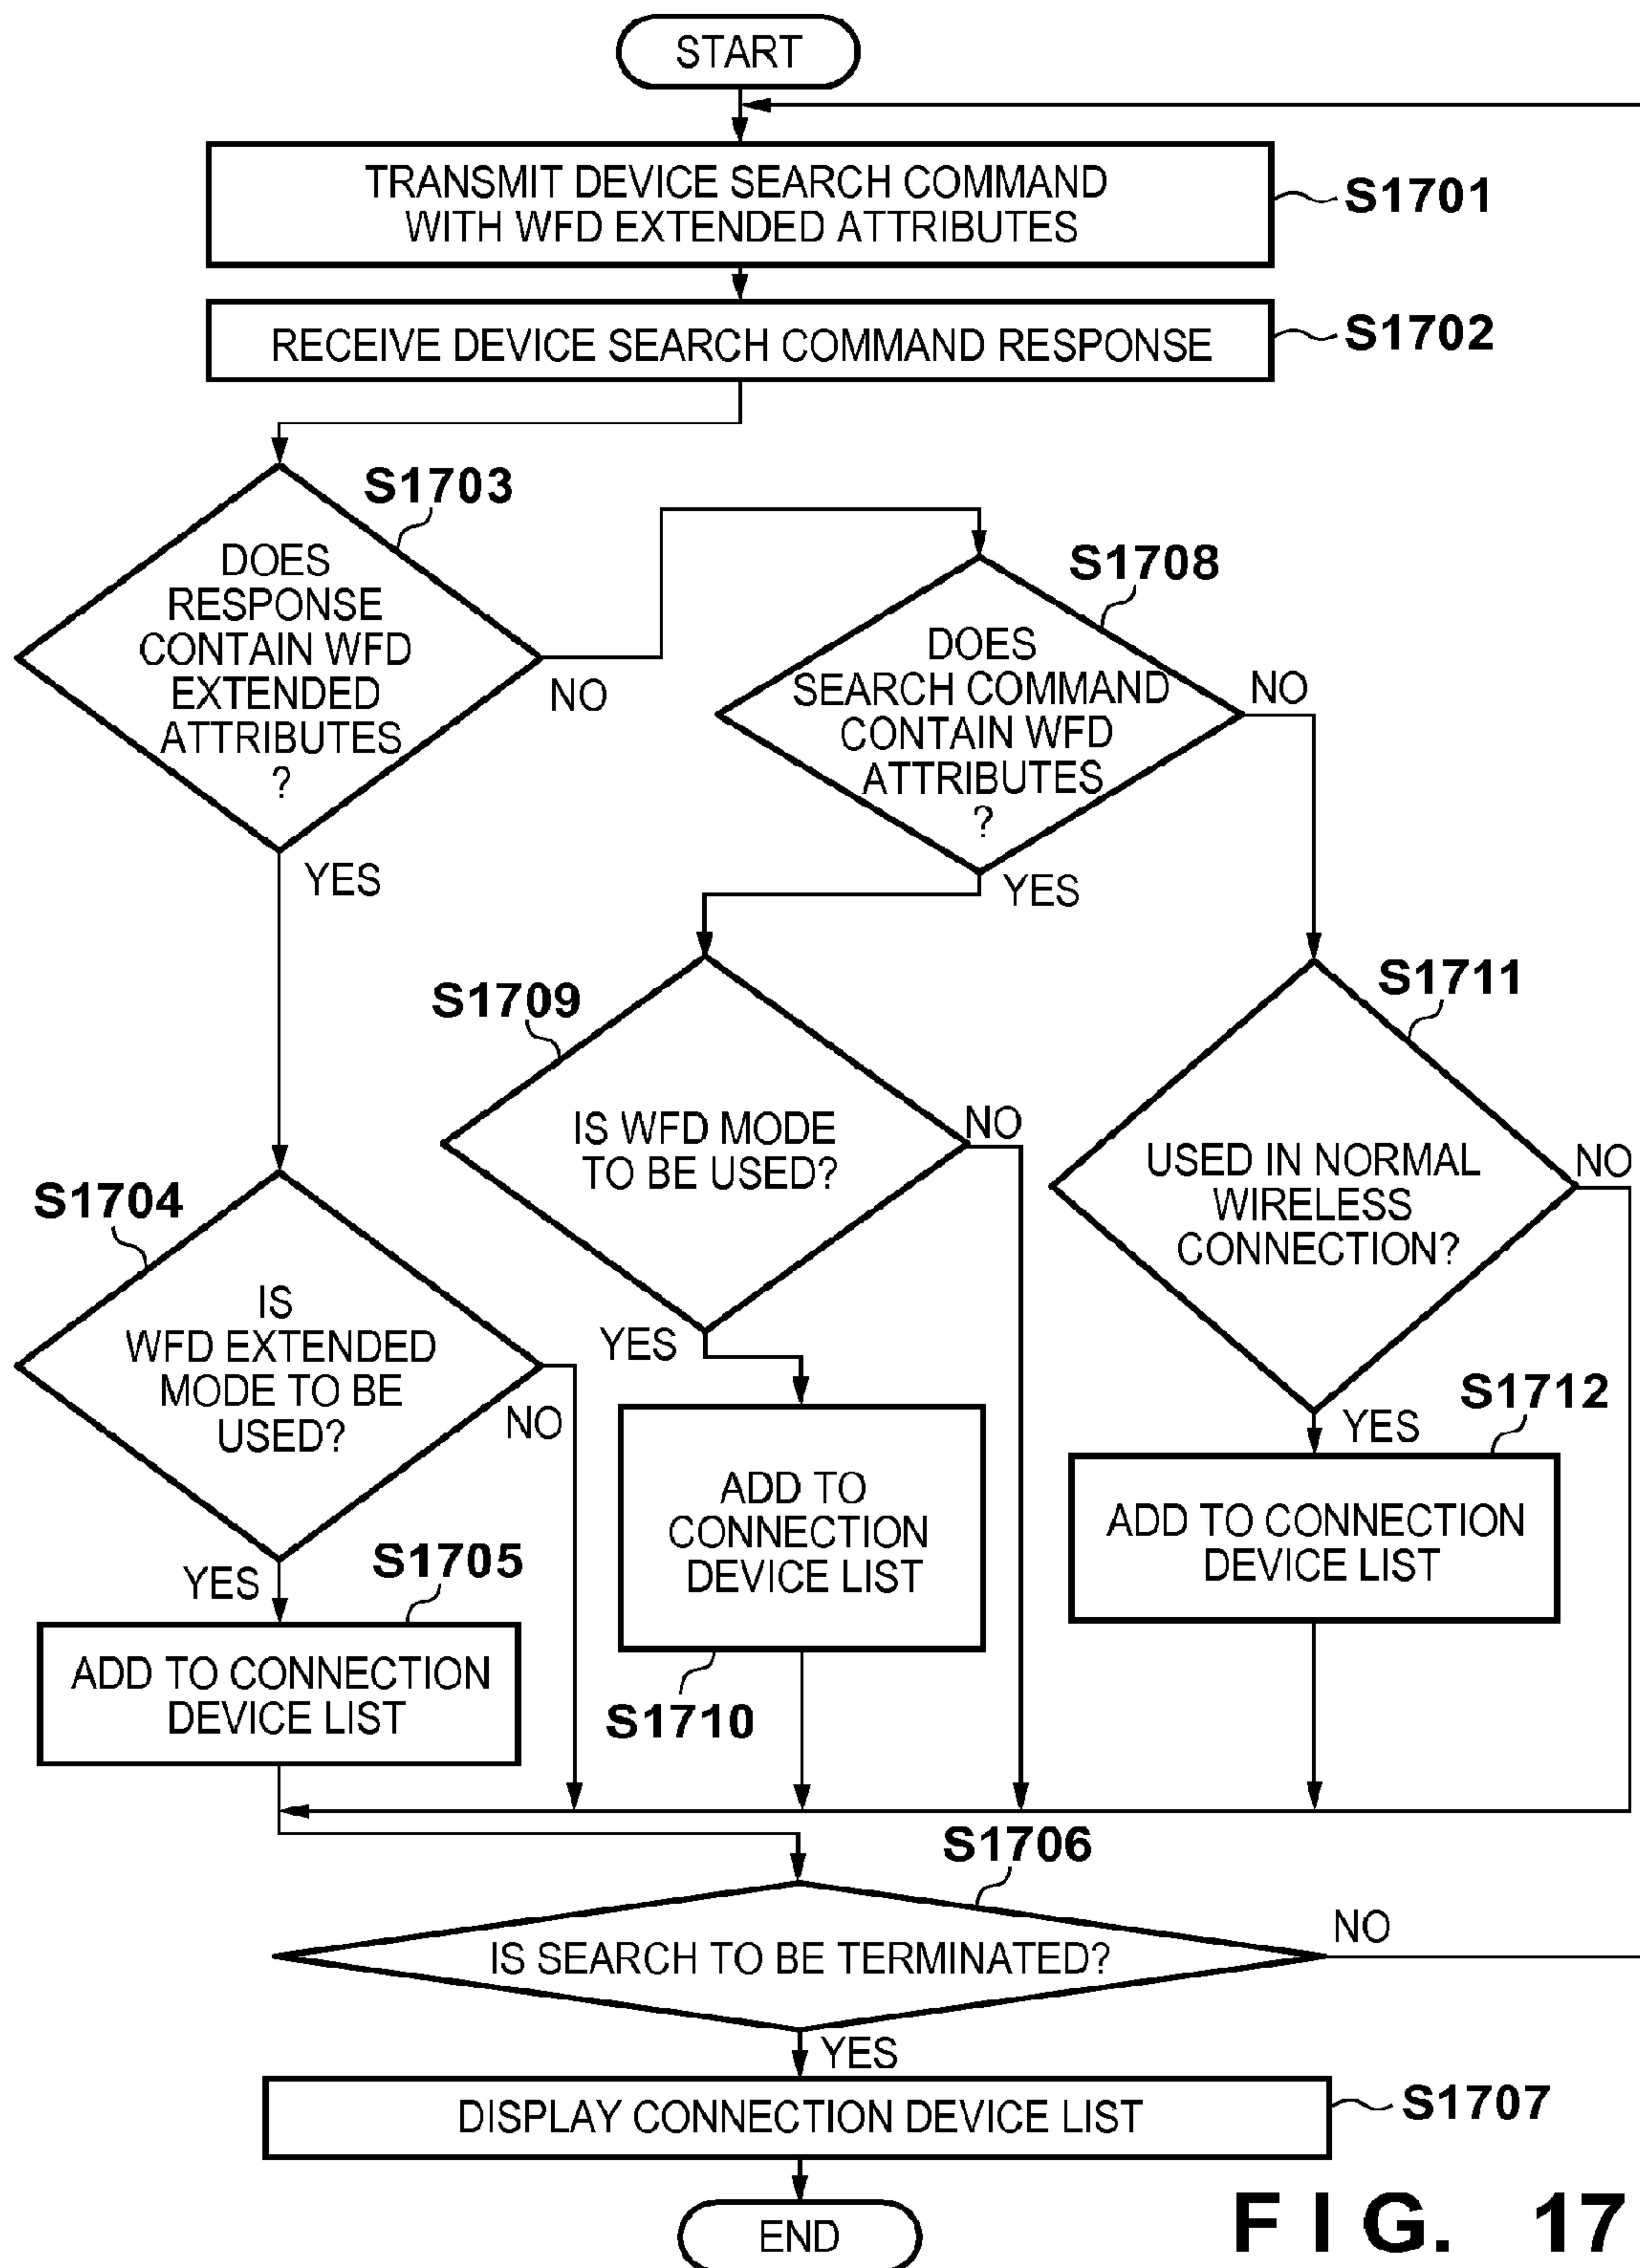 START
TRANSMIT DEVICE SEARCH COMMAND
WITH WFD EXTENDED ATTRIBUTES
S1701
RECEIVE DEVICE SEARCH COMMAND RESPONSE
S1702
S1703
DOES
RESPONSE
CONTAIN WFD
EXTENDED
ATTRIBUTES
?
NO
YES
S1708
DOES
SEARCH COMMAND
CONTAIN WFD
ATTRIBUTES
?
NO
YES
S1709
IS WFD MODE
TO BE USED?
NO
YES
S1711
USED IN NORMAL
WIRELESS
CONNECTION?
NO
YES
S1704
IS
WFD EXTENDED
MODE TO BE
USED?
NO
YES
S1705
ADD TO CONNECTION
DEVICE LIST
ADD TO
CONNECTION
DEVICE LIST
S1710
S1712
ADD TO CONNECTION
DEVICE LIST
S1706
IS SEARCH TO BE TERMINATED?
NO
YES
DISPLAY CONNECTION DEVICE LIST
S1707
END
FIG. 17